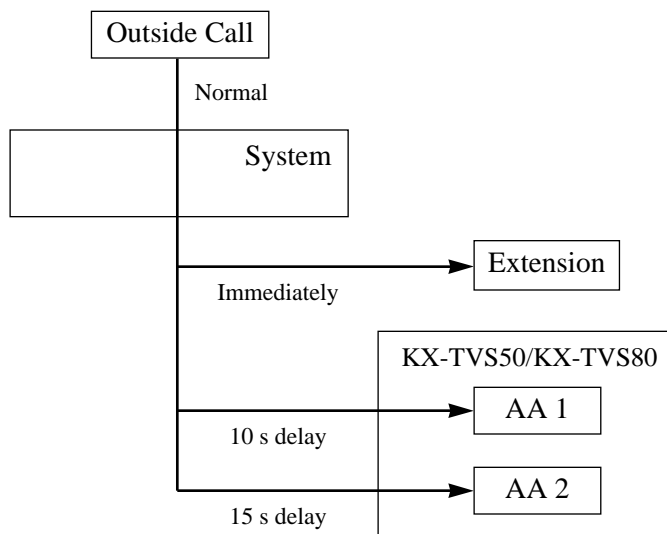 Outside Call
Normal
System
Extension
Immediately
KX-TVS50/KX-TVS80
AA 1
10 s delay
AA 2
15 s delay